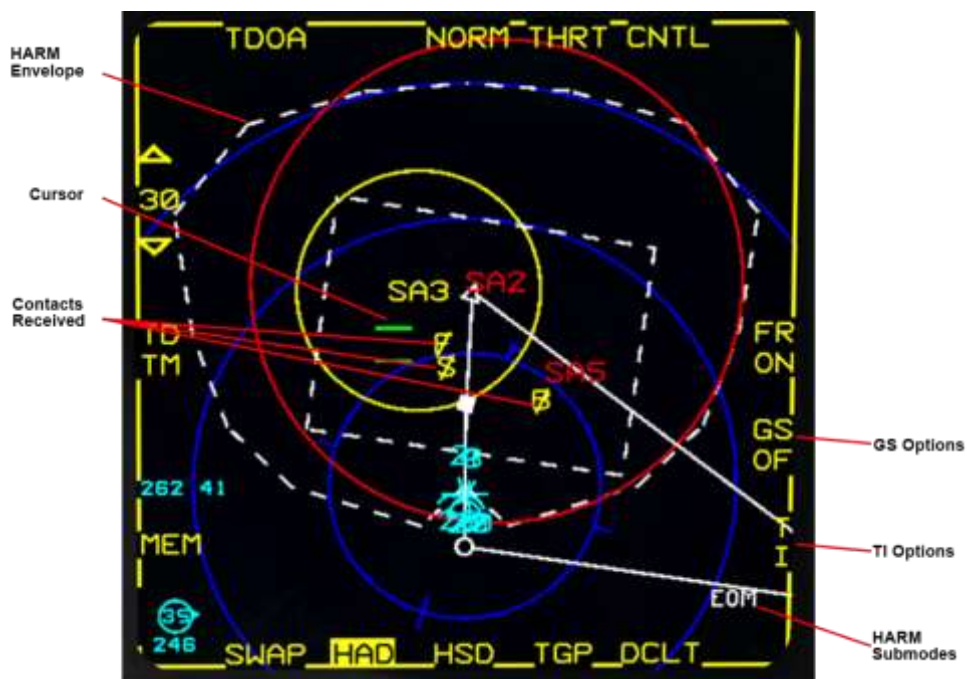 TDOA NORM THRT CNTL
HARM
Envelope
30
Cursor
SA3
SA2
Contacts
Received
TD
TM
SA5
FR
ON
GS
OF
GS Options
262 41
MEM
T
I
TI Options
EOM
35
246
HARM
Submodes
SWAP HAD HSD TGP DCLT